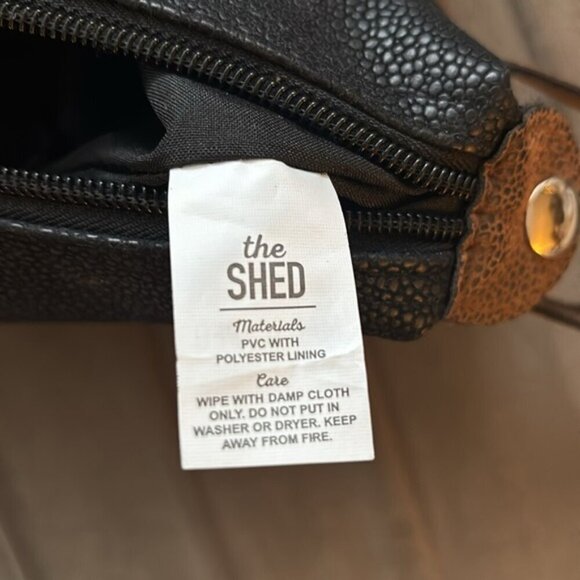 the
SHED
Materials
PVC WITH
POLYESTER LINING
Care
WIPE WITH DAMP CLOTH
ONLY. DO NOT PUT IN
WASHER OR DRYER. KEEP
AWAY FROM FIRE.